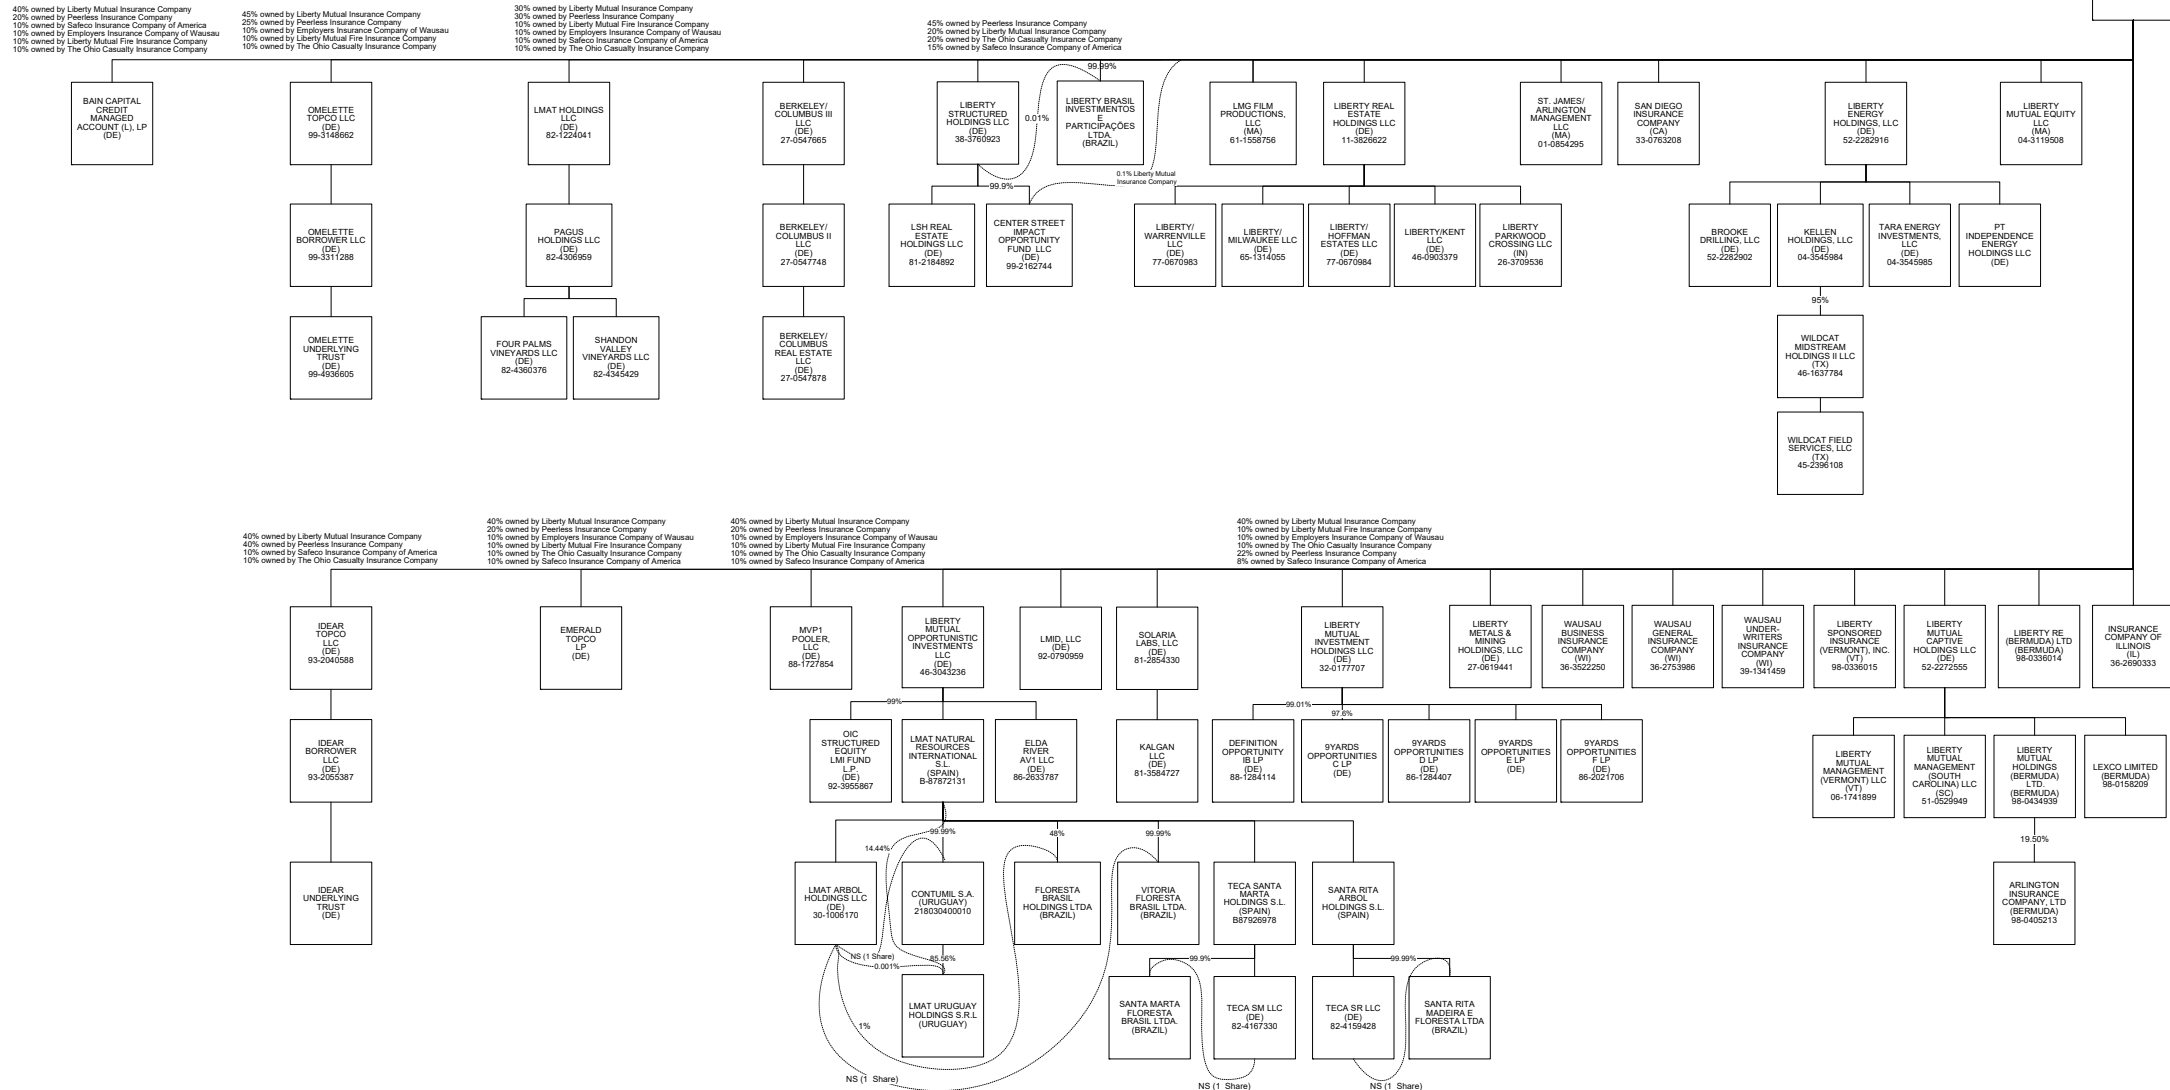 40% owned by Liberty Mutual Insurance Company
20% owned by Peerless Insurance Company
10% owned by Safeco Insurance Company of America
10% owned by Employers Insurance Company of Wausau
10% owned by Liberty Mutual Fire Insurance Company
10% owned by The Ohio Casualty Insurance Company
45% owned by Liberty Mutual Insurance Company
25% owned by Peerless Insurance Company
10% owned by Employers Insurance Company of Wausau
10% owned by Liberty Mutual Fire Insurance Company
10% owned by The Ohio Casualty Insurance Company
30% owned by Liberty Mutual Insurance Company
30% owned by Peerless Insurance Company
10% owned by Liberty Mutual Fire Insurance Company
10% owned by Employers Insurance Company of Wausau
10% owned by Safeco Insurance Company of America
10% owned by The Ohio Casualty Insurance Company
45% owned by Peerless Insurance Company
20% owned by Liberty Mutual Insurance Company
20% owned by The Ohio Casualty Insurance Company
15% owned by Safeco Insurance Company of America
BAIN CAPITAL
CREDIT
MANAGED
ACCOUNT (L), LP
(DE)
OMELETTE
TOPCO LLC
(DE)
99-3148662
LMAT HOLDINGS
LLC
(DE)
82-1224041
BERKELEY/
COLUMBUS III
LLC
(DE)
27-0547665
LIBERTY
STRUCTURED
HOLDINGS LLC
(DE)
38-3760923
0.01%
99.99%
LIBERTY BRASIL
INVESTIMENTOS
E
PARTICIPAÇÕES
LTDA.
(BRAZIL)
LMG FILM
PRODUCTIONS,
LLC
(MA)
61-1558756
LIBERTY REAL
ESTATE
HOLDINGS LLC
(DE)
11-3826622
ST. JAMES/
ARLINGTON
MANAGEMENT
LLC
(MA)
01-0854295
SAN DIEGO
INSURANCE
COMPANY
(CA)
33-0763208
LIBERTY
ENERGY
HOLDINGS, LLC
(DE)
52-2282916
LIBERTY
MUTUAL EQUITY
LLC
(MA)
04-3119508
0.1% Liberty Mutual
Insurance Company
99.9%
OMELETTE
BORROWER LLC
(DE)
99-3311288
PAGUS
HOLDINGS LLC
(DE)
82-4306959
BERKELEY/
COLUMBUS II
LLC
(DE)
27-0547748
LSH REAL
ESTATE
HOLDINGS LLC
(DE)
81-2184892
CENTER STREET
IMPACT
OPPORTUNITY
FUND, LLC
(DE)
99-2162744
LIBERTY/
WARRENVILLE
LLC
(DE)
77-0670983
LIBERTY/
MILWAUKEE LLC
(DE)
65-1314055
LIBERTY/
HOFFMAN
ESTATES LLC
(DE)
77-0670984
LIBERTY/KENT
LLC
(DE)
46-0903379
LIBERTY
PARKWOOD
CROSSING LLC
(IN)
26-3709536
BROOKE
DRILLING, LLC
(DE)
52-2282902
KELLEN
HOLDINGS, LLC
(DE)
04-3545984
TARA ENERGY
INVESTMENTS,
LLC
(DE)
04-3545985
PT
INDEPENDENCE
ENERGY
HOLDINGS LLC
(DE)
95%
OMELETTE
UNDERLYING
TRUST
(DE)
99-4936605
FOUR PALMS
VINEYARDS LLC
(DE)
82-4360376
SHANDON
VALLEY
VINEYARDS LLC
(DE)
82-4345429
BERKELEY/
COLUMBUS
REAL ESTATE
LLC
(DE)
27-0547878
WILDCAT
MIDSTREAM
HOLDINGS II LLC
(TX)
46-1637784
WILDCAT FIELD
SERVICES, LLC
(TX)
45-2396108
40% owned by Liberty Mutual Insurance Company
40% owned by Peerless Insurance Company
10% owned by Safeco Insurance Company of America
10% owned by The Ohio Casualty Insurance Company
40% owned by Liberty Mutual Insurance Company
20% owned by Peerless Insurance Company
10% owned by Employers Insurance Company of Wausau
10% owned by Liberty Mutual Fire Insurance Company
10% owned by The Ohio Casualty Insurance Company
10% owned by Safeco Insurance Company of America
40% owned by Liberty Mutual Insurance Company
20% owned by Peerless Insurance Company
10% owned by Employers Insurance Company of Wausau
10% owned by Liberty Mutual Fire Insurance Company
10% owned by The Ohio Casualty Insurance Company
10% owned by Safeco Insurance Company of America
40% owned by Liberty Mutual Insurance Company
10% owned by Liberty Mutual Fire Insurance Company
10% owned by Employers Insurance Company of Wausau
10% owned by The Ohio Casualty Insurance Company
22% owned by Peerless Insurance Company
8% owned by Safeco Insurance Company of America
IDEAR
TOPCO
LLC
(DE)
93-2040588
EMERALD
TOPCO
LP
(DE)
MVP1
POOLER,
LLC
(DE)
88-1727854
LIBERTY
MUTUAL
OPPORTUNISTIC
INVESTMENTS
LLC
(DE)
46-3043236
LMID, LLC
(DE)
92-0790959
SOLARIA
LABS, LLC
(DE)
81-2854330
LIBERTY
MUTUAL
INVESTMENT
HOLDINGS LLC
(DE)
32-0177707
LIBERTY
METALS &
MINING
HOLDINGS, LLC
(DE)
27-0619441
WAUSAU
BUSINESS
INSURANCE
COMPANY
(WI)
36-3522250
WAUSAU
GENERAL
INSURANCE
COMPANY
(WI)
36-2753986
WAUSAU
UNDER-
WRITERS
INSURANCE
COMPANY
(WI)
39-1341459
LIBERTY
SPONSORED
INSURANCE
(VERMONT), INC.
(VT)
98-0336015
LIBERTY
MUTUAL
CAPTIVE
HOLDINGS LLC
(DE)
52-2272555
LIBERTY RE
(BERMUDA) LTD
(BERMUDA)
98-0336014
INSURANCE
COMPANY OF
ILLINOIS
(IL)
36-2690333
99%
99.01%
97.6%
IDEAR
BORROWER
LLC
(DE)
93-2055387
OIC
STRUCTURED
EQUITY
LMI FUND
L.P.
(DE)
92-3955867
LMAT NATURAL
RESOURCES
INTERNATIONAL
S.L.
(SPAIN)
B-87872131
ELDA
RIVER
AV1 LLC
(DE)
86-2633787
KALGAN
LLC
(DE)
81-3584727
DEFINITION
OPPORTUNITY
IB LP
(DE)
88-1284114
9YARDS
OPPORTUNITIES
C LP
(DE)
9YARDS
OPPORTUNITIES
D LP
(DE)
86-1284407
9YARDS
OPPORTUNITIES
E LP
(DE)
9YARDS
OPPORTUNITIES
F LP
(DE)
86-2021706
LIBERTY
MUTUAL
MANAGEMENT
(VERMONT) LLC
(VT)
06-1741899
LIBERTY
MUTUAL
MANAGEMENT
(SOUTH
CAROLINA) LLC
(SC)
51-0529949
LIBERTY
MUTUAL
HOLDINGS
(BERMUDA)
LTD.
(BERMUDA)
98-0434939
LEXCO LIMITED
(BERMUDA)
98-0158209
99.99%
48%
99.99%
14.44%
19.50%
IDEAR
UNDERLYING
TRUST
(DE)
LMAT ARBOL
HOLDINGS LLC
(DE)
30-1006170
CONTUMIL S.A.
(URUGUAY)
218030400010
FLORESTA
BRASIL
HOLDINGS LTDA
(BRAZIL)
VITORIA
FLORESTA
BRASIL LTDA.
(BRAZIL)
TECA SANTA
MARTA
HOLDINGS S.L.
(SPAIN)
B87926978
SANTA RITA
ARBOL
HOLDINGS S.L.
(SPAIN)
ARLINGTON
INSURANCE
COMPANY, LTD
(BERMUDA)
98-0405213
NS (1 Share)
0.001%
85.56%
99.9%
99.99%
LMAT URUGUAY
HOLDINGS S.R.L
(URUGUAY)
SANTA MARTA
FLORESTA
BRASIL LTDA.
(BRAZIL)
TECA SM LLC
(DE)
82-4167330
TECA SR LLC
(DE)
82-4159428
SANTA RITA
MADEIRA E
FLORESTA LTDA
(BRAZIL)
1%
NS (1 Share)
NS (1 Share)
NS (1 Share)